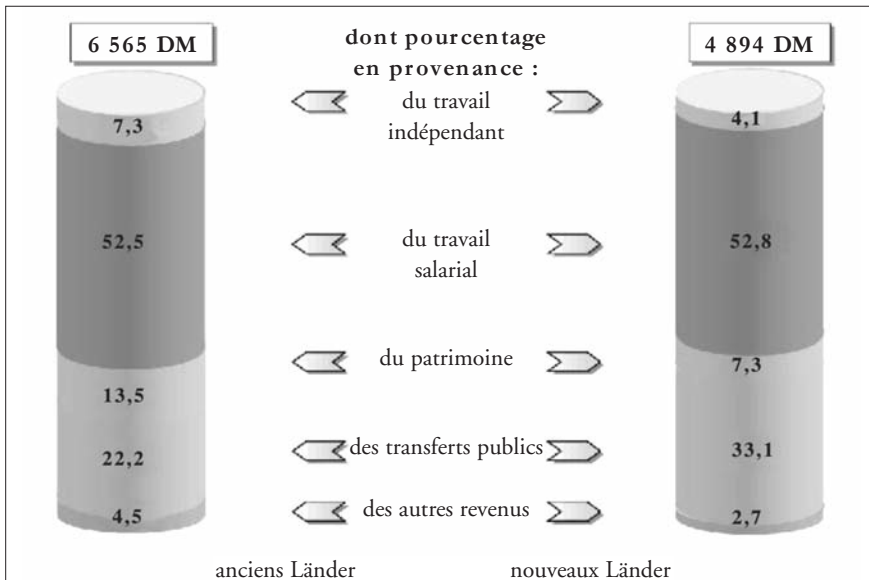 6 565 DM
dont pourcentage
en provenance :
4 894 DM
7,3
du travail
indépendant
4,1
52,5
du travail
salarial
52,8
du patrimoine
13,5
7,3
22,2
des transferts publics
33,1
4,5
des autres revenus
2,7
anciens Länder
nouveaux Länder